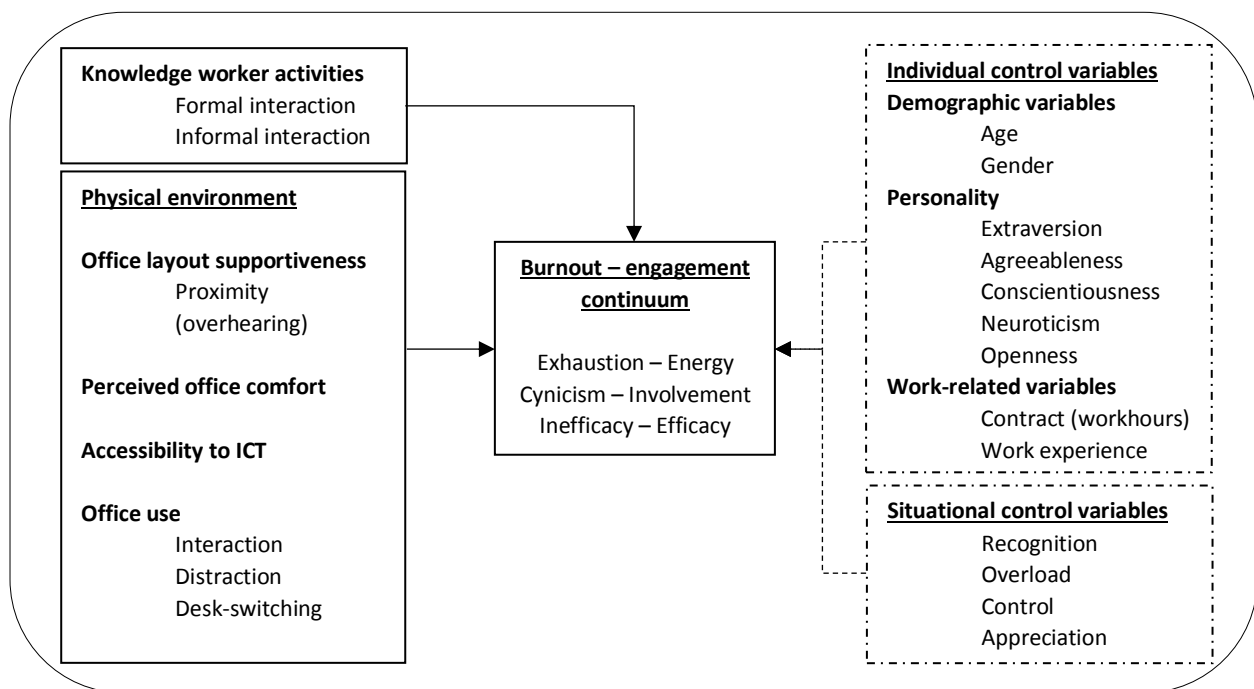 Knowledge worker activities
Formal interaction
Informal interaction
Physical environment
Office layout supportiveness
Proximity
(overhearing)
Perceived office comfort
Accessibility to ICT
Office use
Interaction
Distraction
Desk-switching
Burnout – engagement
continuum
Exhaustion – Energy
Cynicism – Involvement
Inefficacy – Efficacy
Individual control variables
Demographic variables
Age
Gender
Personality
Extraversion
Agreeableness
Conscientiousness
Neuroticism
Openness
Work-related variables
Contract (workhours)
Work experience
Situational control variables
Recognition
Overload
Control
Appreciation